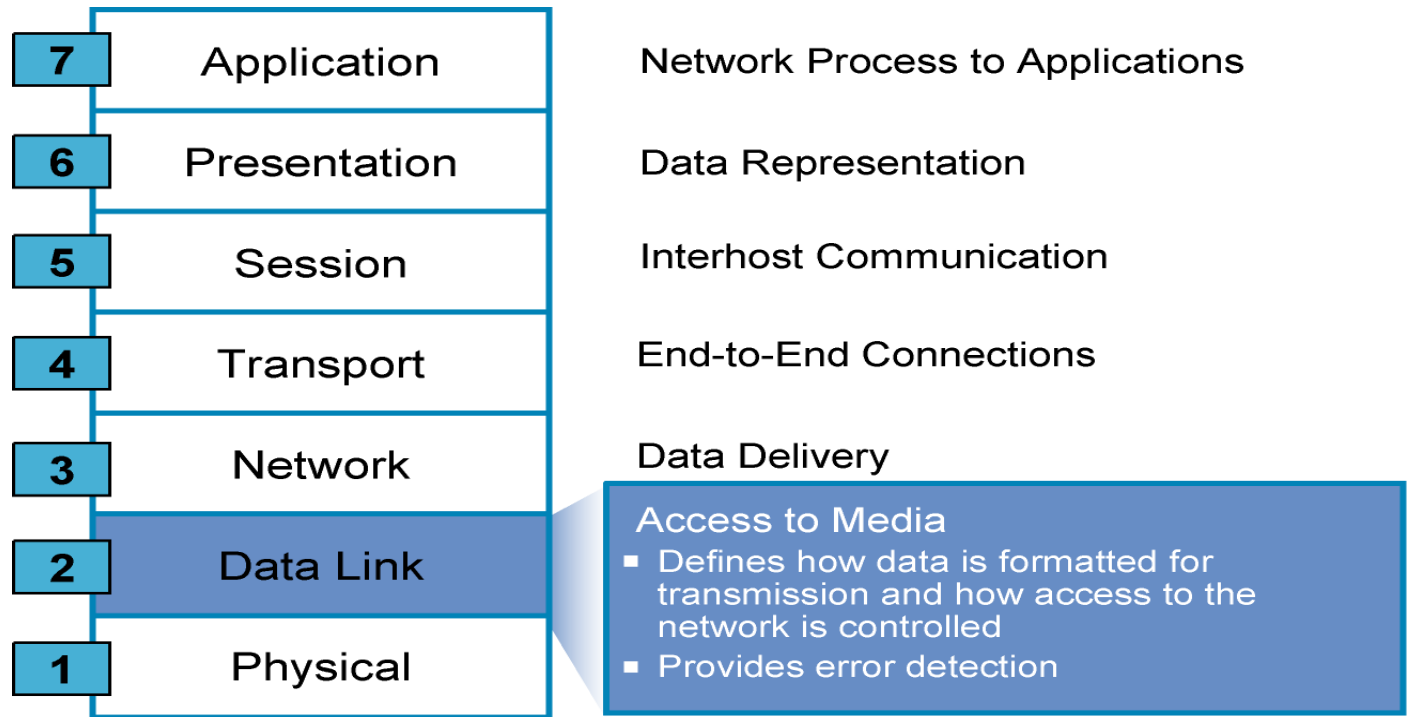 7 Application Network Process to Applications
6 Presentation Data Representation
5 Session Interhost Communication
4 Transport End-to-End Connections
3 Network Data Delivery
2 Data Link
Access to Media
▪ Defines how data is formatted for
transmission and how access to the
network is controlled
▪ Provides error detection
1 Physical